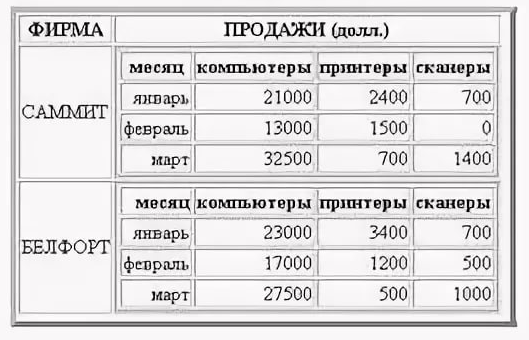 ФИРМА ПРОДАЖИ (долл.)
САММИТ
месяц компьютеры принтеры сканеры
январь 21000 2400 700
февраль 13000 1500 0
март 32500 700 1400
БЕЛФОРТ
месяц компьютеры принтеры сканеры
январь 23000 3400 700
февраль 17000 1200 500
март 27500 500 1000